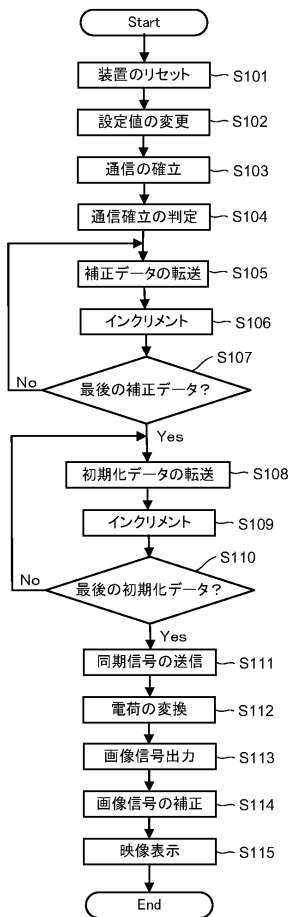 Start
装置のリセット S101
設定値の変更 S102
通信の確立 S103
通信確立の判定 S104
補正データの転送 S105
インクリメント S106
S107
最後の補正データ？
No
Yes
初期化データの転送 S108
インクリメント S109
S110
最後の初期化データ？
No
Yes
同期信号の送信 S111
電荷の変換 S112
画像信号出力 S113
画像信号の補正 S114
映像表示 S115
End